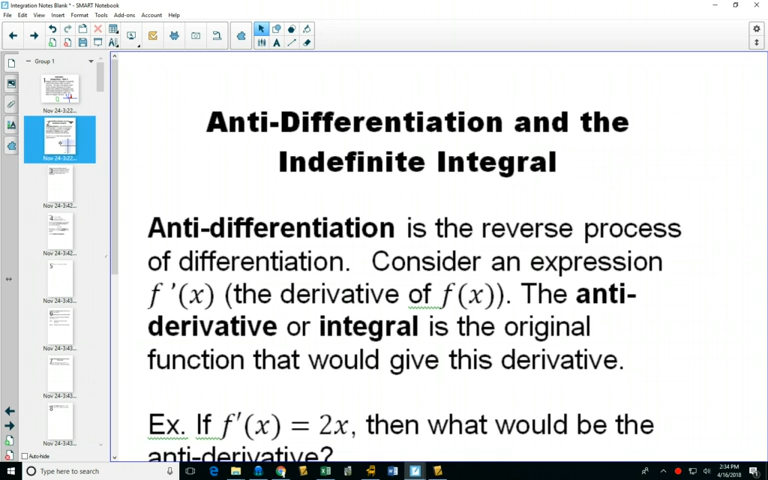 Integration Notes Blank * - SMART Notebook
File Edit View Insert Format Tools Add-ons Account Help
Group 1
Nov 24-3:22...
Nov 24-3:22...
Nov 24-3:42...
Nov 24-3:42...
Nov 24-3:43...
Nov 24-3:43...
Nov 24-3:43...
Nov 24-3:43...
Auto-hide
Anti-Differentiation and the
Indefinite Integral
Anti-differentiation is the reverse process
of differentiation. Consider an expression
f '(x) (the derivative of f(x)). The anti-
derivative or integral is the original
function that would give this derivative.
Ex. If f′(x) = 2x, then what would be the
anti-derivative?
Type here to search
2:34 PM
4/16/2018